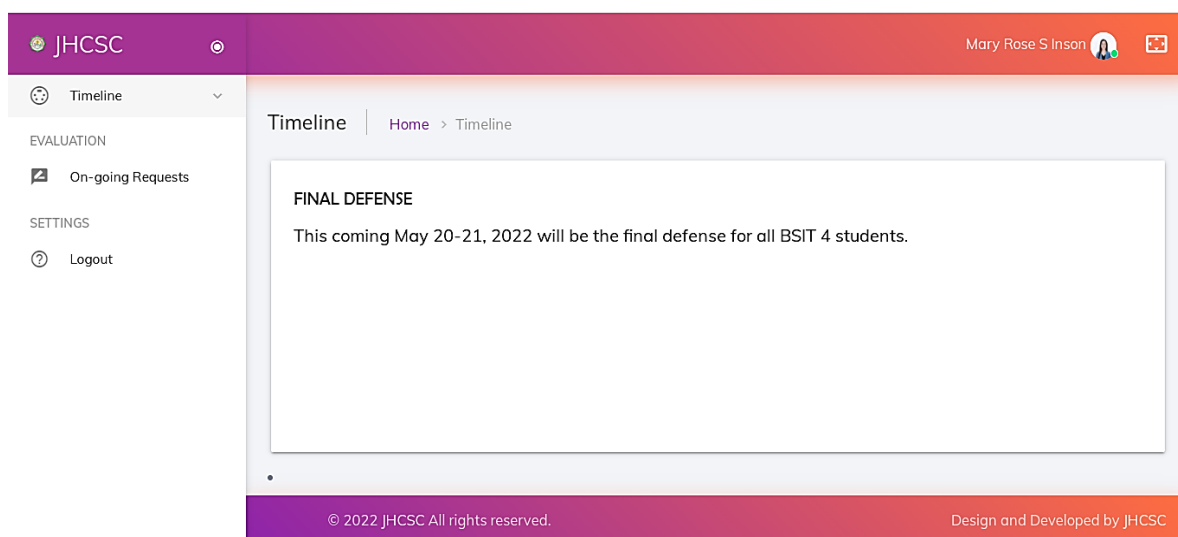 JHCSC
Mary Rose S Inson
Timeline
EVALUATION
On-going Requests
SETTINGS
Logout
Timeline Home > Timeline
FINAL DEFENSE
This coming May 20-21, 2022 will be the final defense for all BSIT 4 students.
© 2022 JHCSC All rights reserved.
Design and Developed by JHCSC